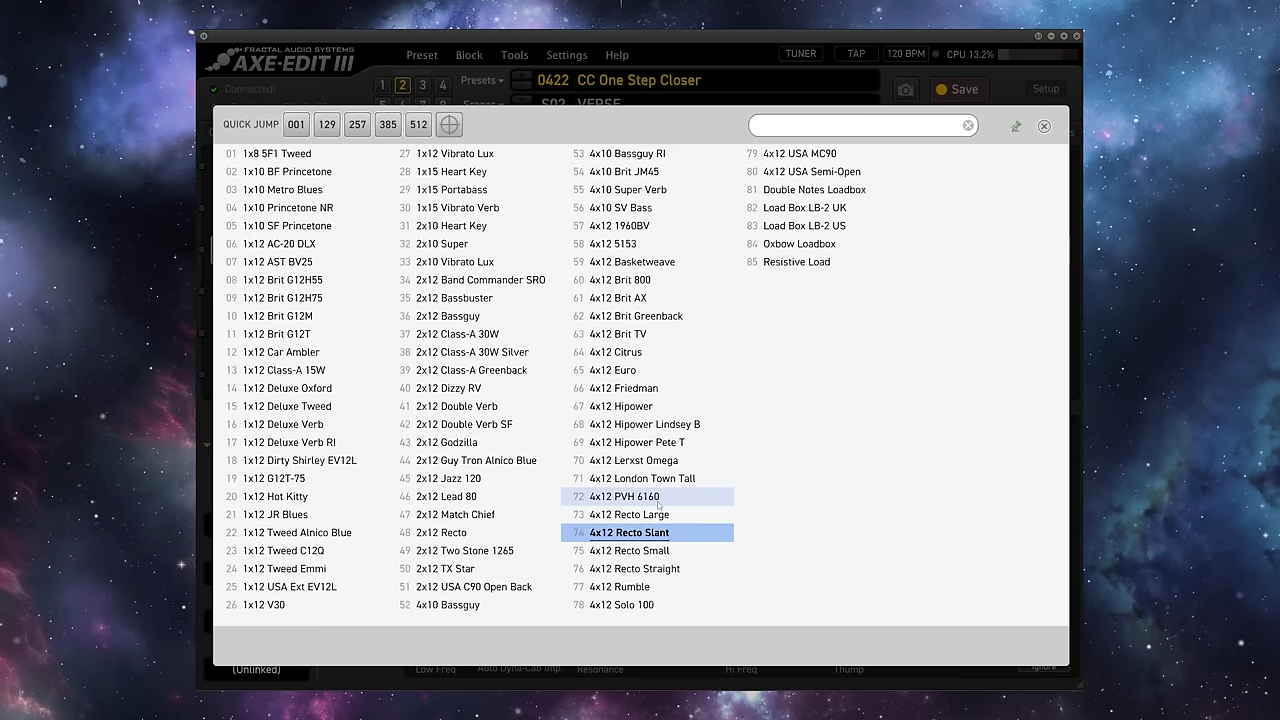 FRACTAL AUDIO SYSTEMS
AXE-EDIT III
Preset Block Tools Settings Help
TUNER TAP 120 BPM CPU 13.2%
Connected!
1 2 3 4 Presets 0422 CC One Step Closer
Save Setup
Scenes S02 VERSE
QUICK JUMP 001 129 257 385 512
01 1x8 5F1 Tweed
02 1x10 BF Princetone
03 1x10 Metro Blues
04 1x10 Princetone NR
05 1x10 SF Princetone
06 1x12 AC-20 DLX
07 1x12 AST BV25
08 1x12 Brit G12H55
09 1x12 Brit G12H75
10 1x12 Brit G12M
11 1x12 Brit G12T
12 1x12 Car Ambler
13 1x12 Class-A 15W
14 1x12 Deluxe Oxford
15 1x12 Deluxe Tweed
16 1x12 Deluxe Verb
17 1x12 Deluxe Verb RI
18 1x12 Dirty Shirley EV12L
19 1x12 G12T-75
20 1x12 Hot Kitty
21 1x12 JR Blues
22 1x12 Tweed Alnico Blue
23 1x12 Tweed C12Q
24 1x12 Tweed Emmi
25 1x12 USA Ext EV12L
26 1x12 V30
27 1x12 Vibrato Lux
28 1x15 Heart Key
29 1x15 Portabass
30 1x15 Vibrato Verb
31 2x10 Heart Key
32 2x10 Super
33 2x10 Vibrato Lux
34 2x12 Band Commander SRO
35 2x12 Bassbuster
36 2x12 Bassguy
37 2x12 Class-A 30W
38 2x12 Class-A 30W Silver
39 2x12 Class-A Greenback
40 2x12 Dizzy RV
41 2x12 Double Verb
42 2x12 Double Verb SF
43 2x12 Godzilla
44 2x12 Guy Tron Alnico Blue
45 2x12 Jazz 120
46 2x12 Lead 80
47 2x12 Match Chief
48 2x12 Recto
49 2x12 Two Stone 1265
50 2x12 TX Star
51 2x12 USA C90 Open Back
52 4x10 Bassguy
53 4x10 Bassguy RI
54 4x10 Brit JM45
55 4x10 Super Verb
56 4x10 SV Bass
57 4x12 1960BV
58 4x12 5153
59 4x12 Basketweave
60 4x12 Brit 800
61 4x12 Brit AX
62 4x12 Brit Greenback
63 4x12 Brit TV
64 4x12 Citrus
65 4x12 Euro
66 4x12 Friedman
67 4x12 Hipower
68 4x12 Hipower Lindsey B
69 4x12 Hipower Pete T
70 4x12 Lerxst Omega
71 4x12 London Town Tall
72 4x12 PVH 6160
73 4x12 Recto Large
74 4x12 Recto Slant
75 4x12 Recto Small
76 4x12 Recto Straight
77 4x12 Rumble
78 4x12 Solo 100
79 4x12 USA MC90
80 4x12 USA Semi-Open
81 Double Notes Loadbox
82 Load Box LB-2 UK
83 Load Box LB-2 US
84 Oxbow Loadbox
85 Resistive Load
(Unlinked) Low Freq Auto Dyna-Cab Imp. Resonance Hi Freq Thump Ignore